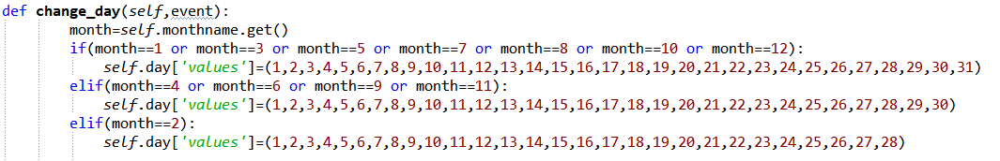 def change_day(self,event):
month=self.monthname.get()
if(month==1 or month==3 or month==5 or month==7 or month==8 or month==10 or month==12):
self.day['values']=(1,2,3,4,5,6,7,8,9,10,11,12,13,14,15,16,17,18,19,20,21,22,23,24,25,26,27,28,29,30,31)
elif(month==4 or month==6 or month==9 or month==11):
self.day['values']=(1,2,3,4,5,6,7,8,9,10,11,12,13,14,15,16,17,18,19,20,21,22,23,24,25,26,27,28,29,30)
elif(month==2):
self.day['values']=(1,2,3,4,5,6,7,8,9,10,11,12,13,14,15,16,17,18,19,20,21,22,23,24,25,26,27,28)